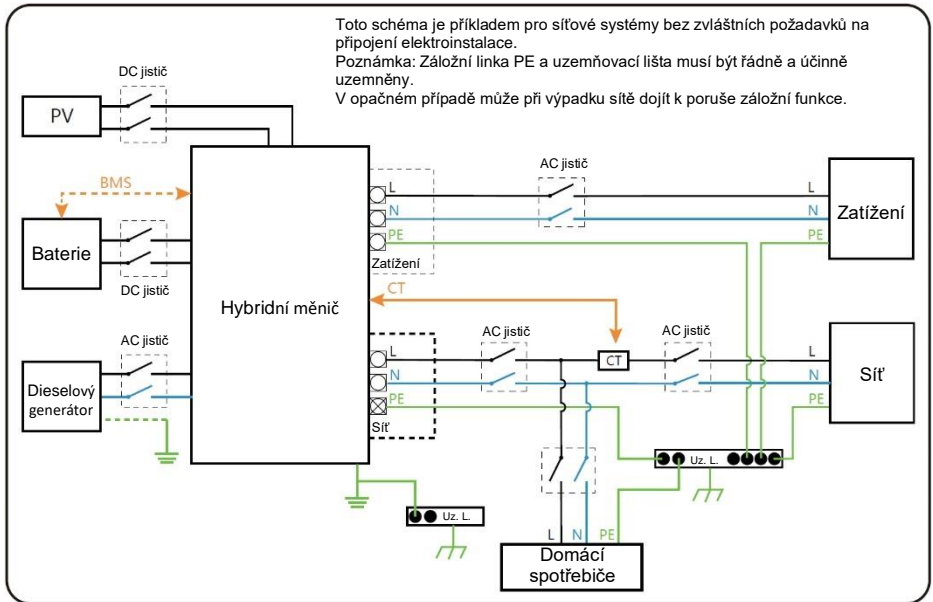 Toto schéma je příkladem pro síťové systémy bez zvláštních požadavků na
připojení elektroinstalace.
Poznámka: Záložní linka PE a uzemňovací lišta musí být řádně a účinně
uzemněny.
V opačném případě může při výpadku sítě dojít k poruše záložní funkce.
DC jistič
PV
BMS
Baterie
DC jistič
AC jistič
Dieselový
generátor
Hybridní měnič
L
N
PE
Zatížení
AC jistič
L
N
PE
Zatížení
CT
L
N
PE
Síť
AC jistič
CT
AC jistič
L
N
PE
Síť
Uz. L.
Uz. L.
L N PE
Domácí
spotřebiče